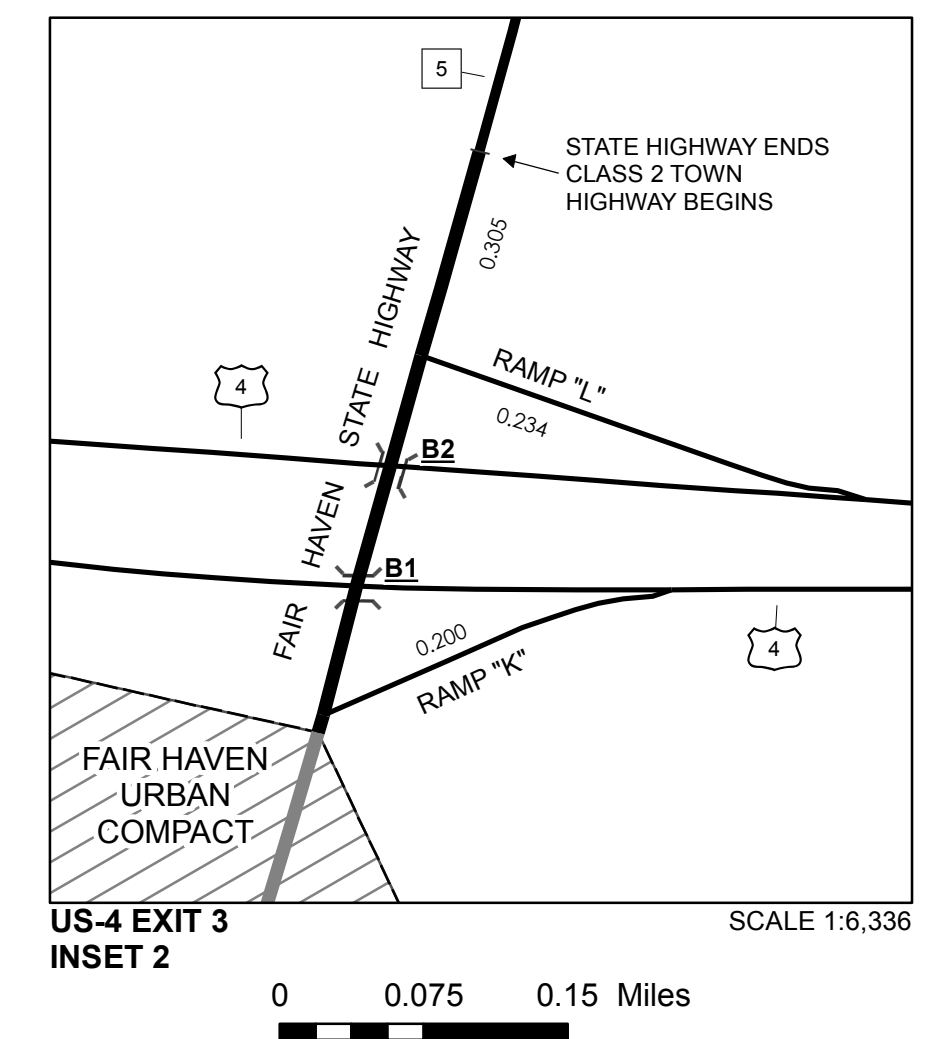 5
STATE HIGHWAY ENDS
CLASS 2 TOWN
HIGHWAY BEGINS
0.305
FAIR HAVEN STATE HIGHWAY
RAMP "L"
0.234
4
B2
B1
0.200
RAMP "K"
4
FAIR HAVEN
URBAN
COMPACT
US-4 EXIT 3
INSET 2
SCALE 1:6,336
0 0.075 0.15 Miles